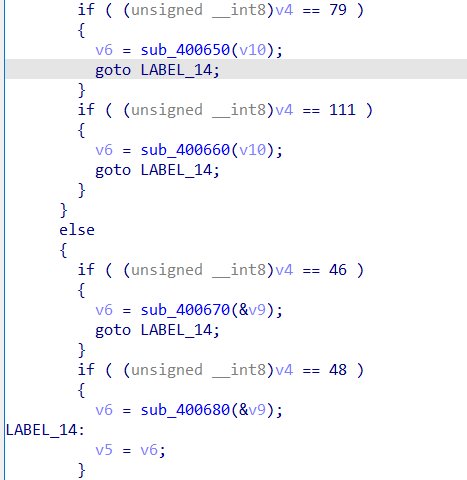 if ( (unsigned __int8)v4 == 79 )
{
v6 = sub_400650(v10);
goto LABEL_14;
}
if ( (unsigned __int8)v4 == 111 )
{
v6 = sub_400660(v10);
goto LABEL_14;
}
}
else
{
if ( (unsigned __int8)v4 == 46 )
{
v6 = sub_400670(&v9);
goto LABEL_14;
}
if ( (unsigned __int8)v4 == 48 )
{
v6 = sub_400680(&v9);
LABEL_14:
v5 = v6;
}